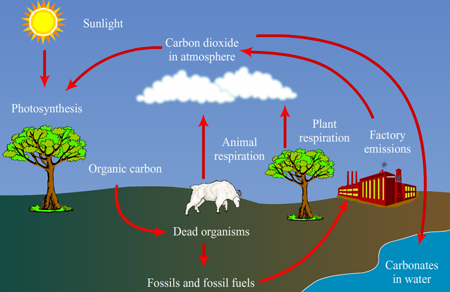 Sunlight
Carbon dioxide
in atmosphere
Photosynthesis
Plant
respiration
Factory
emissions
Animal
respiration
Organic carbon
Dead organisms
Carbonates
in water
Fossils and fossil fuels